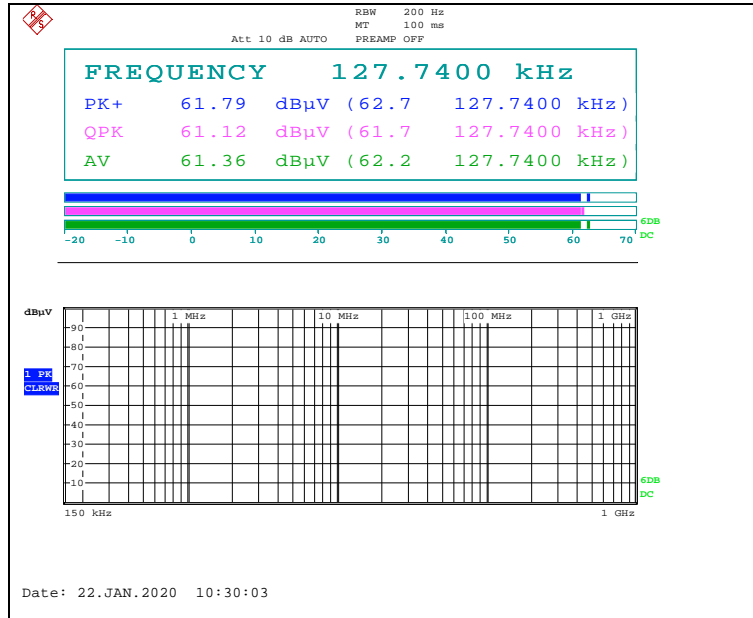 R S
RBW 200 Hz
MT 100 ms
Att 10 dB AUTO PREAMP OFF
FREQUENCY 127.7400 kHz
PK+ 61.79 dBµV (62.7 127.7400 kHz)
QPK 61.12 dBµV (61.7 127.7400 kHz)
AV 61.36 dBµV (62.2 127.7400 kHz)
6DB
-20 -10 0 10 20 30 40 50 60 70 DC
dBµV
1 MHz 10 MHz 100 MHz 1 GHz
90
80
70
1 PK
60
CLRWR
50
40
30
20
10
6DB
DC
150 kHz 1 GHz
Date: 22.JAN.2020 10:30:03